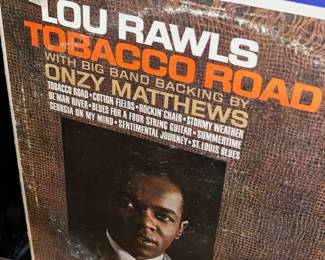 LOU RAWLS
TOBACCO ROAD
WITH BIG BAND BACKING BY
ONZY MATTHEWS
TOBACCO ROAD • COTTON FIELDS • ROCKIN' CHAIR • STORMY WEATHER
OL' MAN RIVER • BLUES FOR A FOUR STRING GUITAR • SUMMERTIME
GEORGIA ON MY MIND • SENTIMENTAL JOURNEY • ST. LOUIS BLUES